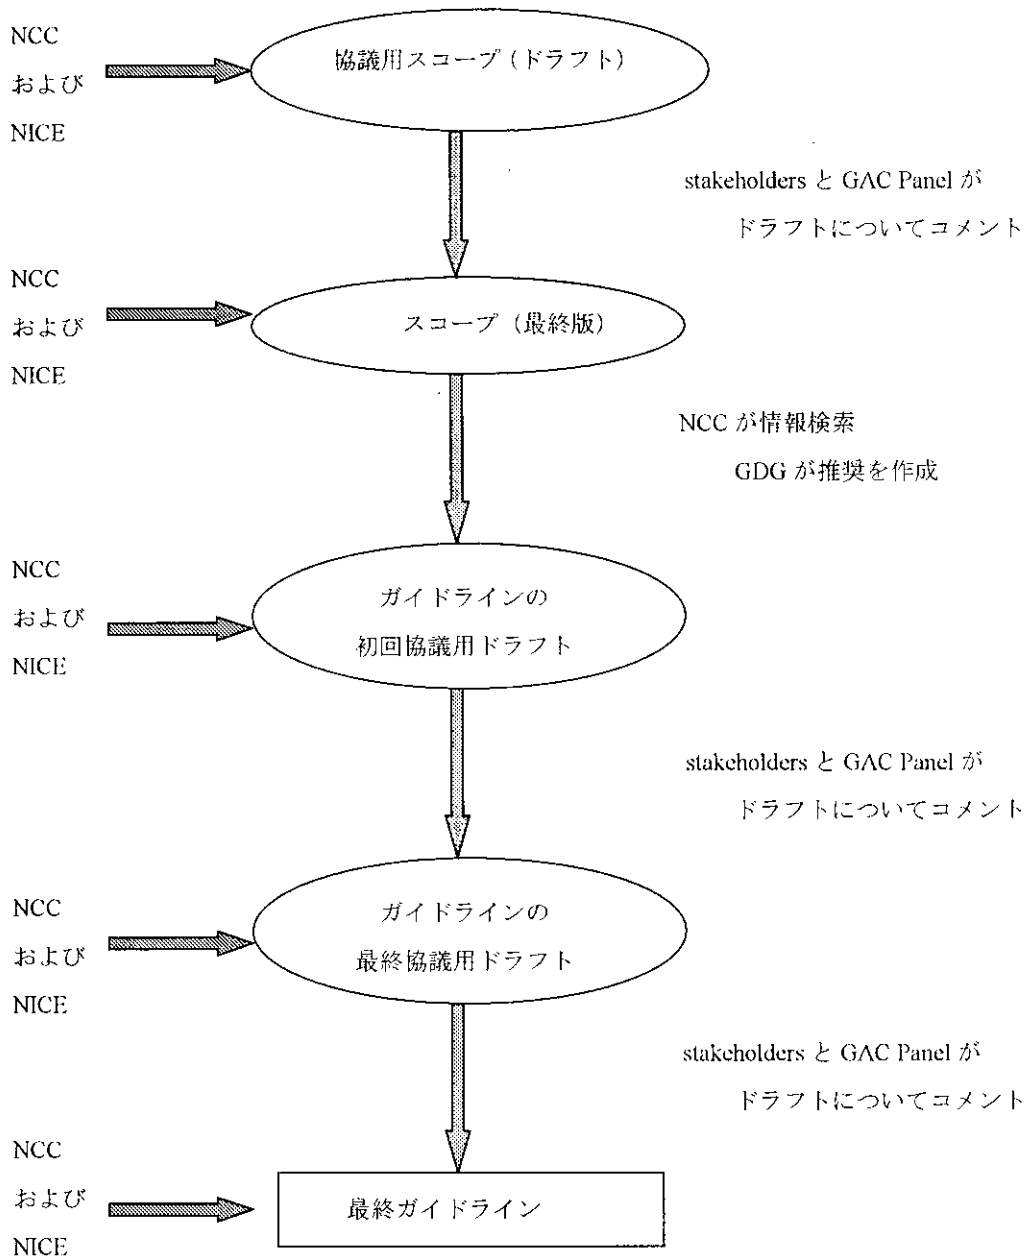 NCC
および
NICE
協議用スコープ（ドラフト）
stakeholders と GAC Panel が
ドラフトについてコメント
NCC
および
NICE
スコープ（最終版）
NCC が情報検索
GDG が推奨を作成
NCC
および
NICE
ガイドラインの
初回協議用ドラフト
stakeholders と GAC Panel が
ドラフトについてコメント
NCC
および
NICE
ガイドラインの
最終協議用ドラフト
stakeholders と GAC Panel が
ドラフトについてコメント
NCC
および
NICE
最終ガイドライン